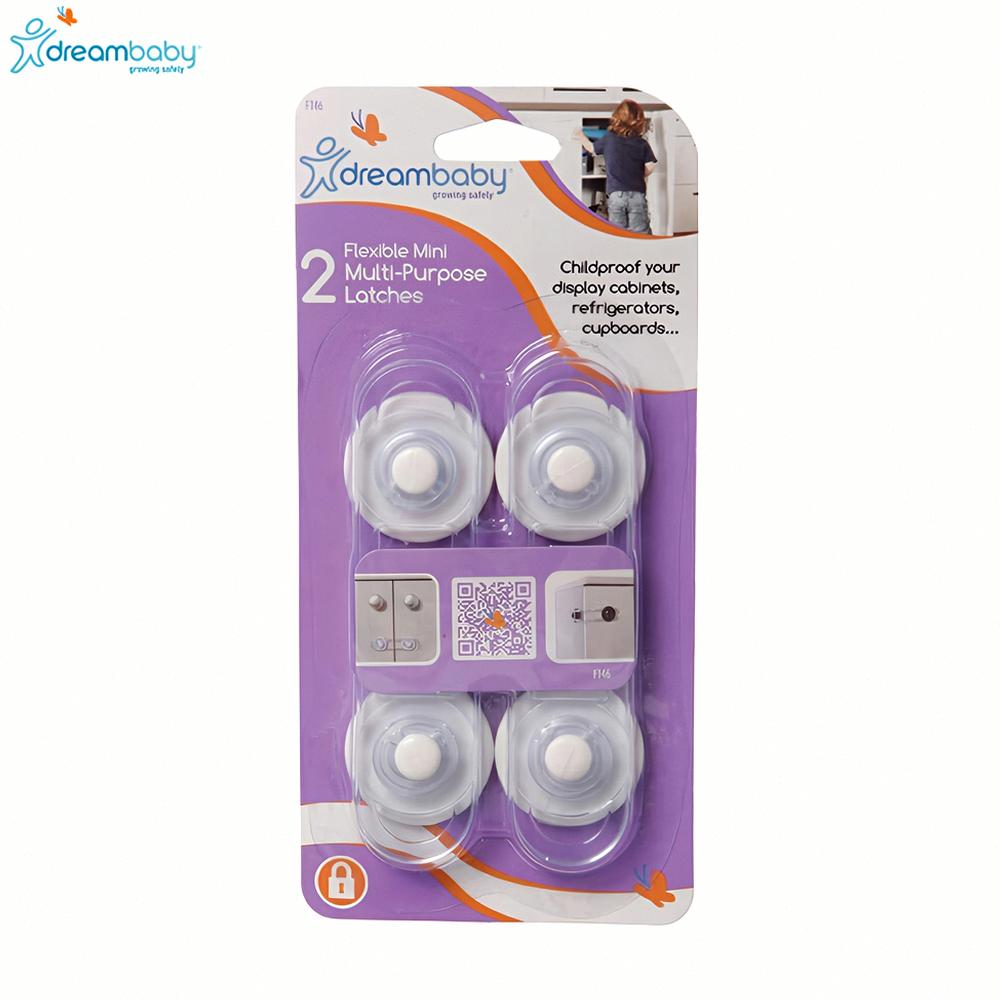 dreambaby
growing safely
F146
dreambaby®
growing safely
2
Flexible Mini
Multi-Purpose
Latches
Childproof your
display cabinets,
refrigerators,
cupboards...
F146